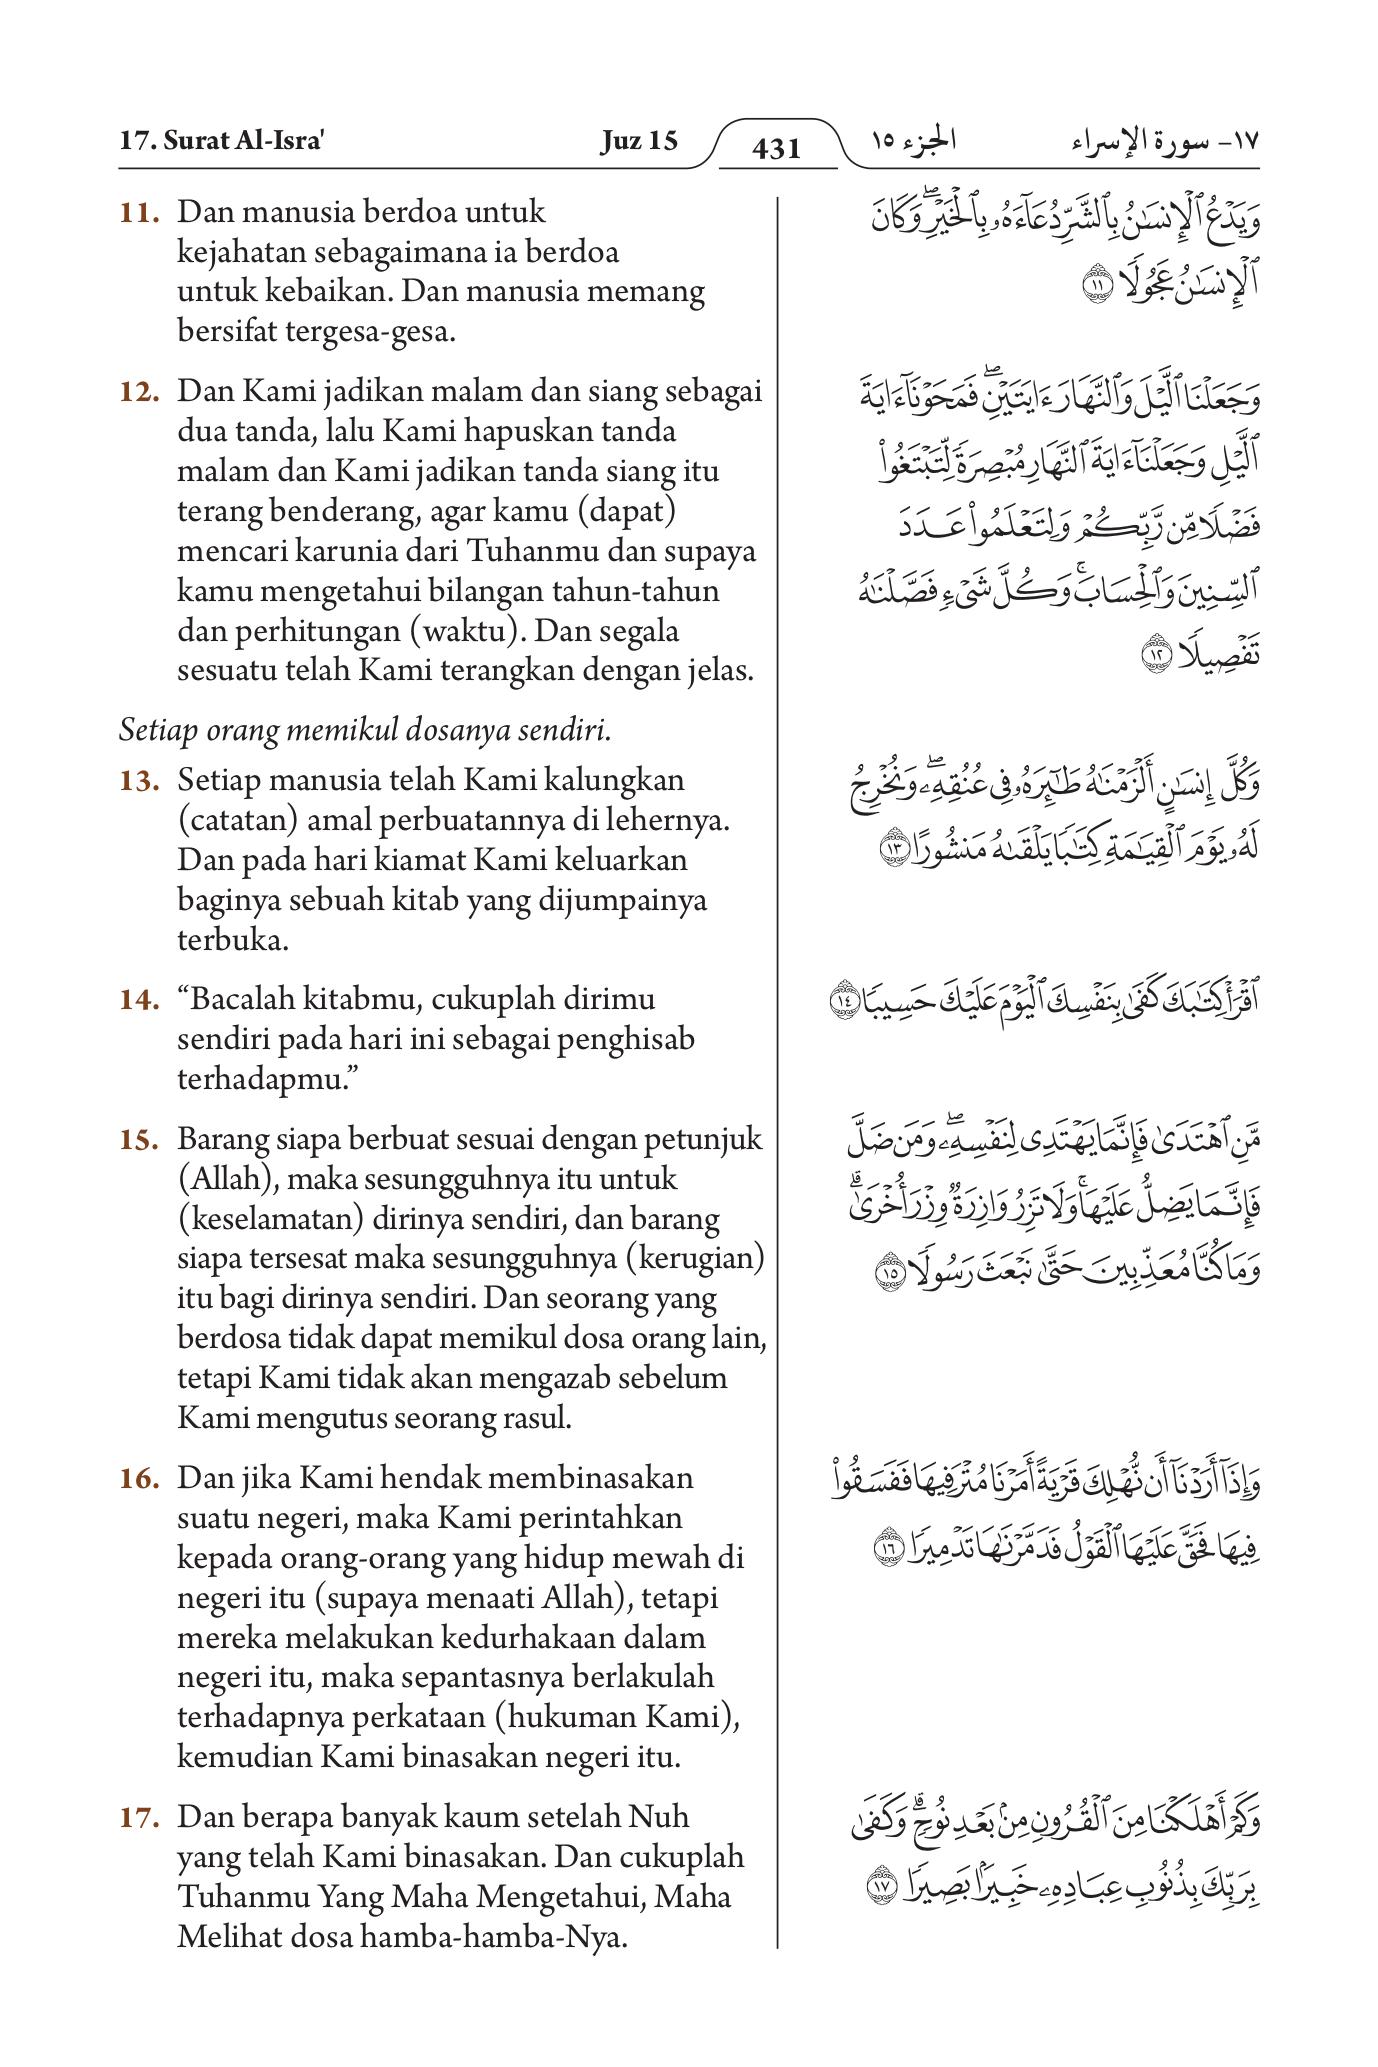 17. Surat Al-Isra'
Juz 15
431
الجزء ١٥
١٧- سورة الإسراء
11. Dan manusia berdoa untuk
kejahatan sebagaimana ia berdoa
untuk kebaikan. Dan manusia memang
bersifat tergesa-gesa.
12. Dan Kami jadikan malam dan siang sebagai
dua tanda, lalu Kami hapuskan tanda
malam dan Kami jadikan tanda siang itu
terang benderang, agar kamu (dapat)
mencari karunia dari Tuhanmu dan supaya
kamu mengetahui bilangan tahun-tahun
dan perhitungan (waktu). Dan segala
sesuatu telah Kami terangkan dengan jelas.
Setiap orang memikul dosanya sendiri.
13. Setiap manusia telah Kami kalungkan
(catatan) amal perbuatannya di lehernya.
Dan pada hari kiamat Kami keluarkan
baginya sebuah kitab yang dijumpainya
terbuka.
14. “Bacalah kitabmu, cukuplah dirimu
sendiri pada hari ini sebagai penghisab
terhadapmu.”
15. Barang siapa berbuat sesuai dengan petunjuk
(Allah), maka sesungguhnya itu untuk
(keselamatan) dirinya sendiri, dan barang
siapa tersesat maka sesungguhnya (kerugian)
itu bagi dirinya sendiri. Dan seorang yang
berdosa tidak dapat memikul dosa orang lain,
tetapi Kami tidak akan mengazab sebelum
Kami mengutus seorang rasul.
16. Dan jika Kami hendak membinasakan
suatu negeri, maka Kami perintahkan
kepada orang-orang yang hidup mewah di
negeri itu (supaya menaati Allah), tetapi
mereka melakukan kedurhakaan dalam
negeri itu, maka sepantasnya berlakulah
terhadapnya perkataan (hukuman Kami),
kemudian Kami binasakan negeri itu.
17. Dan berapa banyak kaum setelah Nuh
yang telah Kami binasakan. Dan cukuplah
Tuhanmu Yang Maha Mengetahui, Maha
Melihat dosa hamba-hamba-Nya.
وَيَدۡعُ ٱلۡإِنسَٰنُ بِٱلشَّرِّ دُعَآءَهُۥ بِٱلۡخَيۡرِۖ وَكَانَ
ٱلۡإِنسَٰنُ عَجُولٗا ١١
وَجَعَلۡنَا ٱلَّيۡلَ وَٱلنَّهَارَ ءَايَتَيۡنِۖ فَمَحَوۡنَآ ءَايَةَ
ٱلَّيۡلِ وَجَعَلۡنَآ ءَايَةَ ٱلنَّهَارِ مُبۡصِرَةٗ لِّتَبۡتَغُواْ
فَضۡلٗا مِّن رَّبِّكُمۡ وَلِتَعۡلَمُواْ عَدَدَ
ٱلسِّنِينَ وَٱلۡحِسَابَۚ وَكُلَّ شَيۡءٖ فَصَّلۡنَٰهُ
تَفۡصِيلٗا ١٢
وَكُلَّ إِنسَٰنٍ أَلۡزَمۡنَٰهُ طَٰٓئِرَهُۥ فِي عُنُقِهِۦۖ وَنُخۡرِجُ
لَهُۥ يَوۡمَ ٱلۡقِيَٰمَةِ كِتَٰبٗا يَلۡقَىٰهُ مَنشُورًا ١٣
ٱقۡرَأۡ كِتَٰبَكَ كَفَىٰ بِنَفۡسِكَ ٱلۡيَوۡمَ عَلَيۡكَ حَسِيبٗا ١٤
مَّنِ ٱهۡتَدَىٰ فَإِنَّمَا يَهۡتَدِي لِنَفۡسِهِۦۖ وَمَن ضَلَّ
فَإِنَّمَا يَضِلُّ عَلَيۡهَاۚ وَلَا تَزِرُ وَازِرَةٞ وِزۡرَ أُخۡرَىٰۗ
وَمَا كُنَّا مُعَذِّبِينَ حَتَّىٰ نَبۡعَثَ رَسُولٗا ١٥
وَإِذَآ أَرَدۡنَآ أَن نُّهۡلِكَ قَرۡيَةً أَمَرۡنَا مُتۡرَفِيهَا فَفَسَقُواْ
فِيهَا فَحَقَّ عَلَيۡهَا ٱلۡقَوۡلُ فَدَمَّرۡنَٰهَا تَدۡمِيرٗا ١٦
وَكَمۡ أَهۡلَكۡنَا مِنَ ٱلۡقُرُونِ مِنۢ بَعۡدِ نُوحٖۗ وَكَفَىٰ
بِرَبِّكَ بِذُنُوبِ عِبَادِهِۦ خَبِيرَۢا بَصِيرٗا ١٧